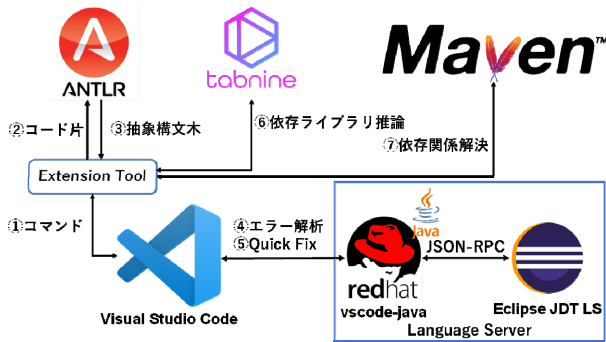 ANTLR
tabnine
Maven™
②コード片
③抽象構文木
⑥依存ライブラリ推論
⑦依存関係解決
Extension Tool
①コマンド
④エラー解析
⑤Quick Fix
Java
JSON-RPC
redhat
vscode-java
Eclipse JDT LS
Visual Studio Code
Language Server